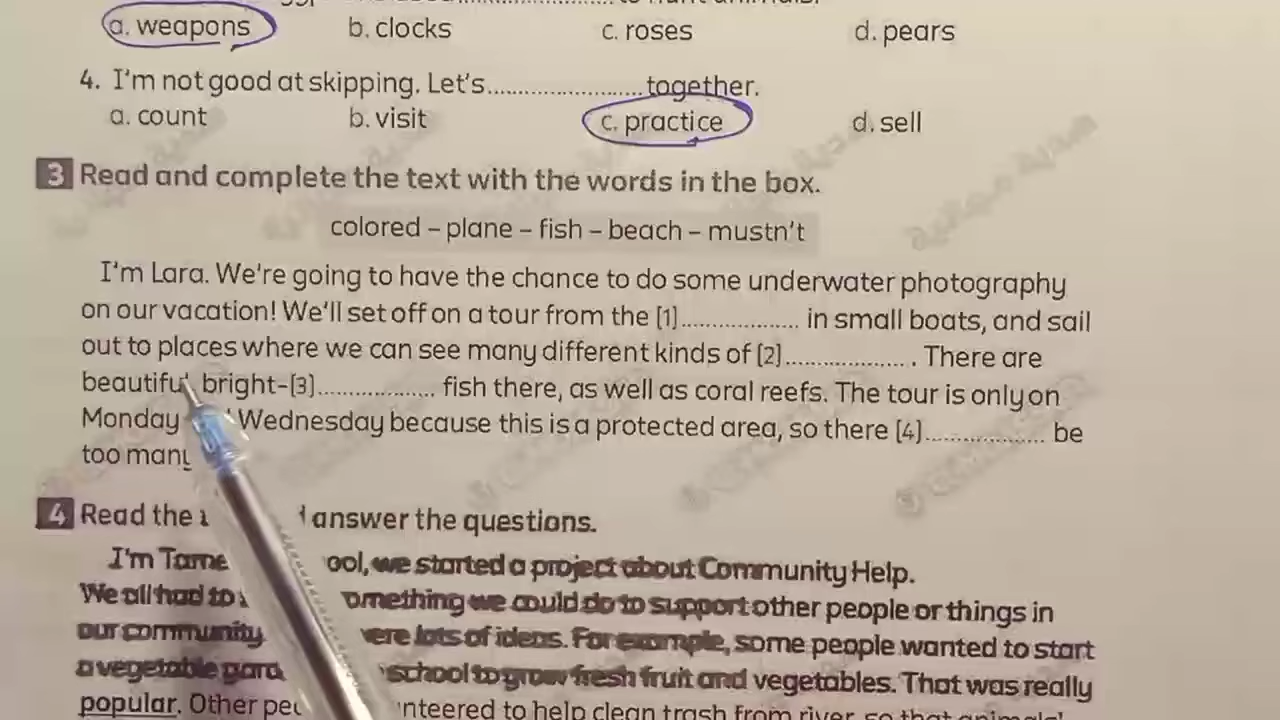 to hunt animals.
a. weapons b. clocks c. roses d. pears
4. I'm not good at skipping. Let's........................together.
a. count b. visit c. practice d. sell
3 Read and complete the text with the words in the box.
colored – plane – fish – beach – mustn't
I'm Lara. We're going to have the chance to do some underwater photography
on our vacation! We'll set off on a tour from the [1].................. in small boats, and sail
out to places where we can see many different kinds of [2].................... There are
beautiful, bright-[3].................. fish there, as well as coral reefs. The tour is only on
Monday Wednesday because this is a protected area, so there [4].................. be
too many
4 Read the answer the questions.
I'm we started a project about Community Help.
We all had to we could do to support other people or things in
our community lots of ideas. For example, some people wanted to start
a vegetable school to grow fresh fruit and vegetables. That was really
popular. Other to help clean trash from river, so that